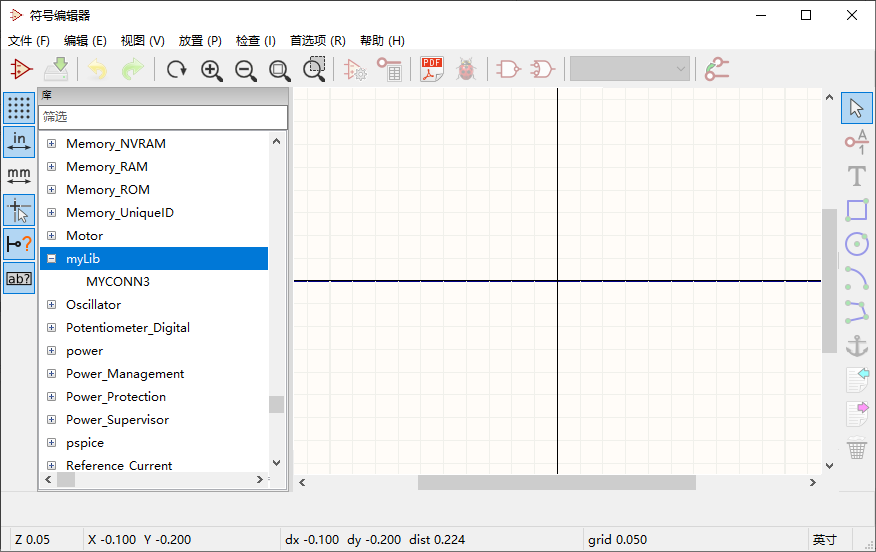 符号编辑器
文件 (F) 编辑 (E) 视图 (V) 放置 (P) 检查 (I) 首选项 (R) 帮助 (H)
PDF
库
筛选
in
mm
?
ab?
Memory_NVRAM
Memory_RAM
Memory_ROM
Memory_UniqueID
Motor
myLib
MYCONN3
Oscillator
Potentiometer_Digital
power
Power_Management
Power_Protection
Power_Supervisor
pspice
Reference_Current
A
1
T
Z 0.05 X -0.100 Y -0.200 dx -0.100 dy -0.200 dist 0.224 grid 0.050 英寸